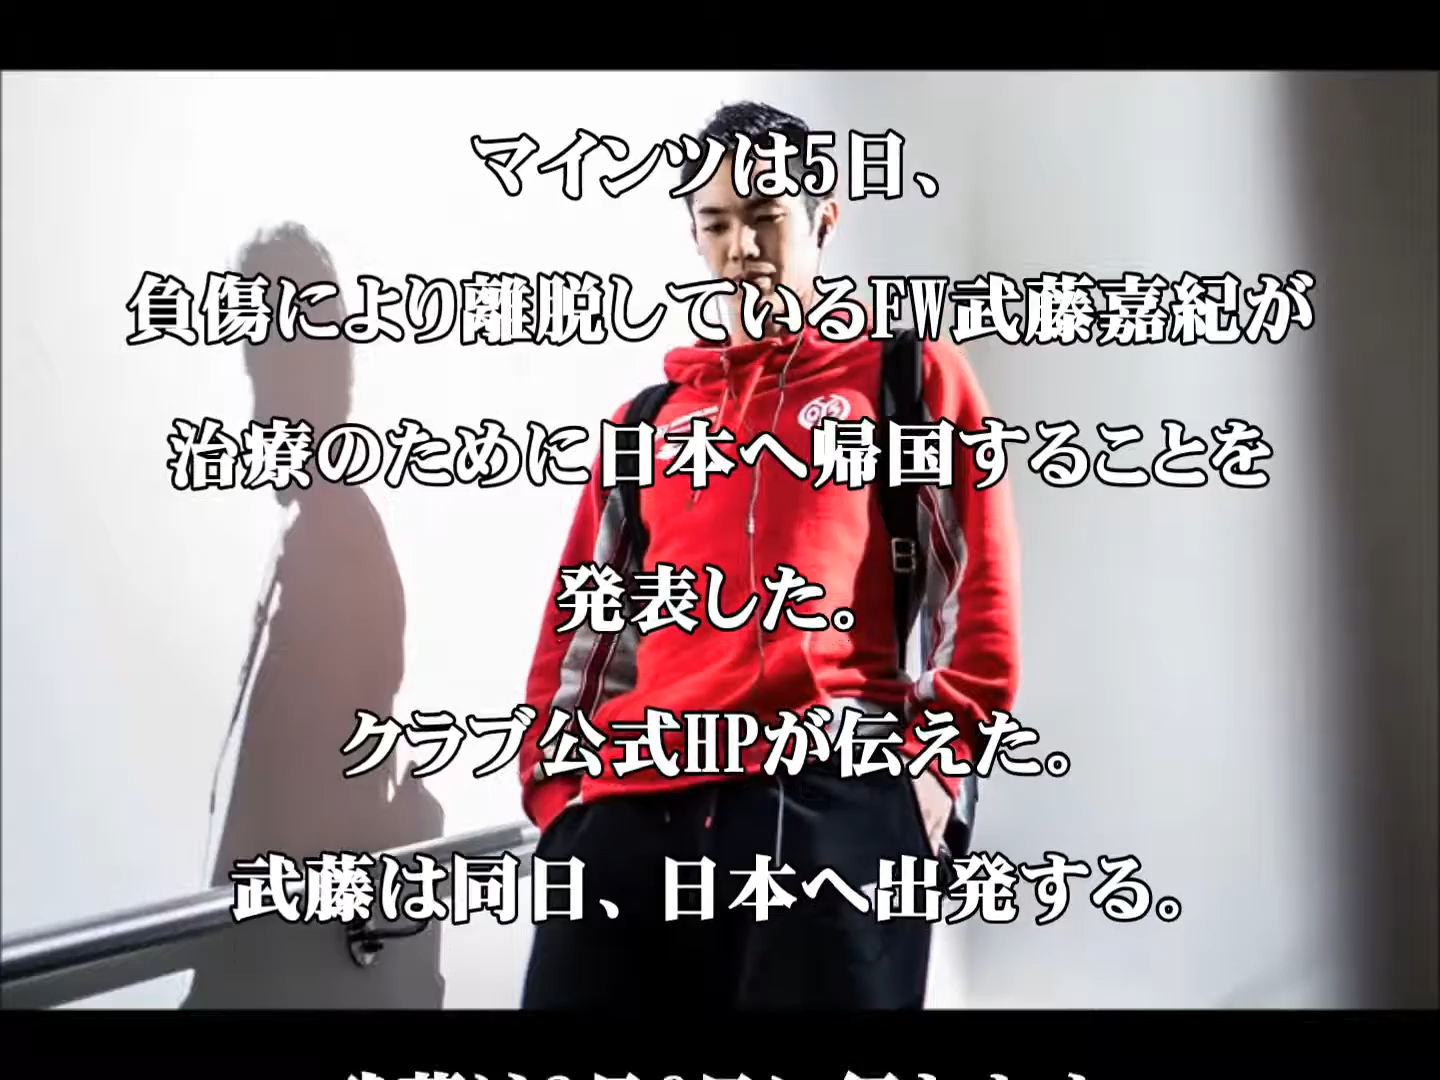 マインツは5日、
負傷により離脱しているFW武藤嘉紀が
治療のために日本へ帰国することを
発表した。
クラブ公式HPが伝えた。
武藤は同日、日本へ出発する。